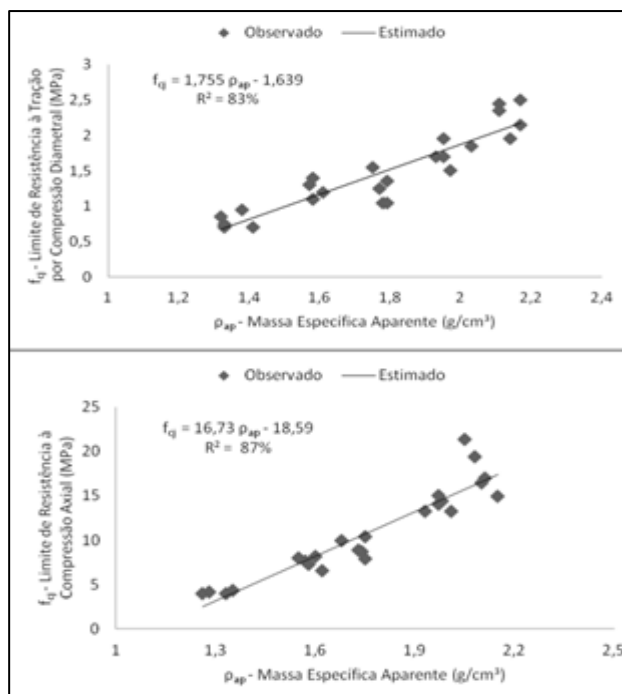 Observado Estimado
f_cj - Limite de Resistência à Tração
por Compressão Diametral (MPa)
f_cj = 1,755 ρ_ap - 1,639
R² = 83%
3
2,5
2
1,5
1
0,5
0
1 1,2 1,4 1,6 1,8 2 2,2 2,4
ρ_ap - Massa Específica Aparente (g/cm³)
Observado Estimado
f_cj - Limite de Resistência à
Compressão Axial (MPa)
f_cj = 16,73 ρ_ap - 18,59
R² = 87%
25
20
15
10
5
0
1 1,3 1,6 1,9 2,2 2,5
ρ_ap - Massa Específica Aparente (g/cm³)